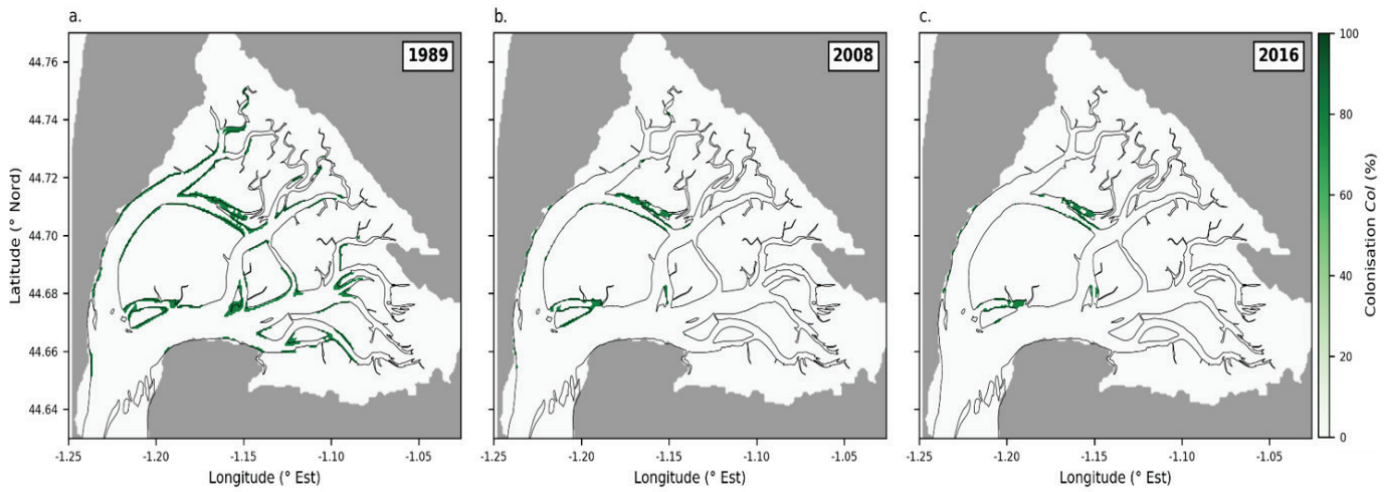 a.
b.
c.
1989
2008
2016
Latitude (° Nord)
44.76
44.74
44.72
44.70
44.68
44.66
44.64
-1.25 -1.20 -1.15 -1.10 -1.05
-1.25 -1.20 -1.15 -1.10 -1.05
-1.25 -1.20 -1.15 -1.10 -1.05
Longitude (° Est)
Longitude (° Est)
Longitude (° Est)
100
80
60
40
20
0
Colonisation Col (%)